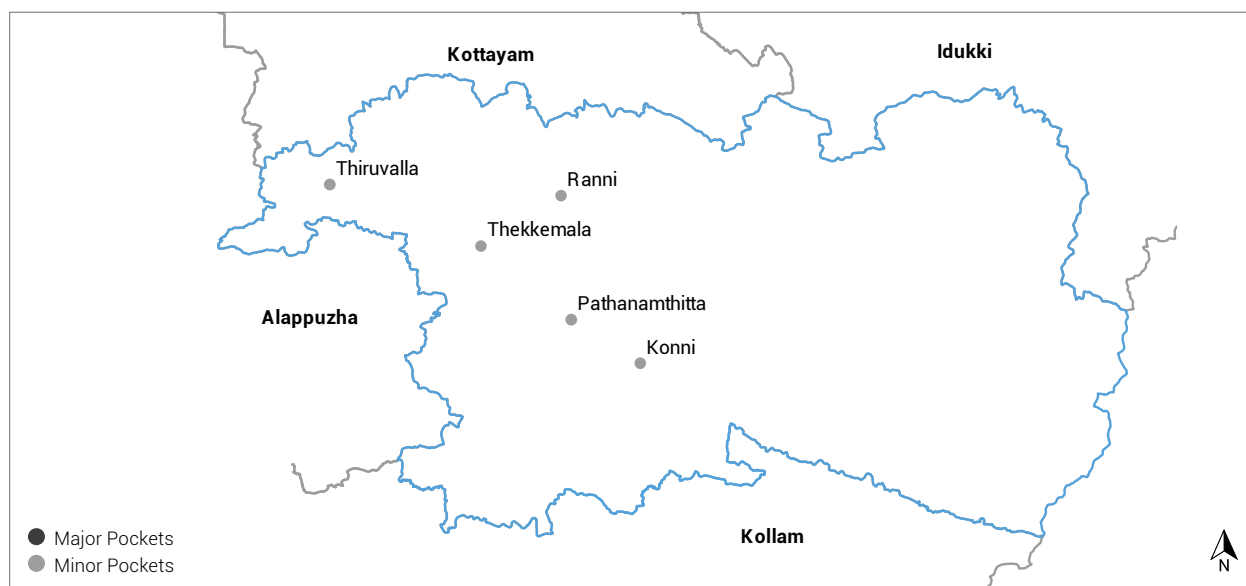 Kottayam
Idukki
Thiruvalla
Ranni
Thekkemala
Pathanamthitta
Alappuzha
Konni
Kollam
Major Pockets
Minor Pockets
N